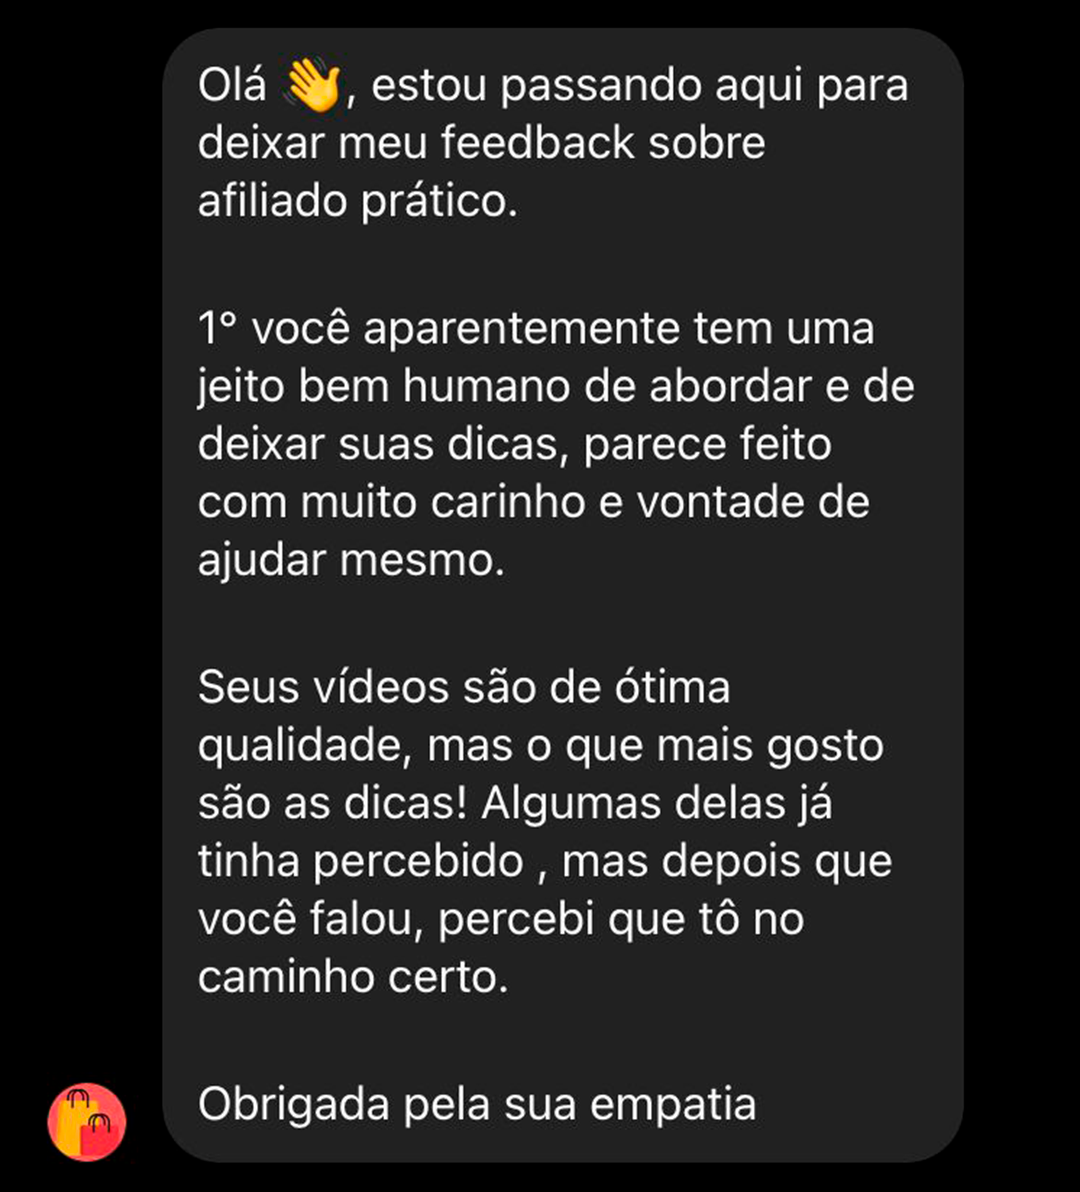 Olá 👋, estou passando aqui para
deixar meu feedback sobre
afiliado prático.
1° você aparentemente tem uma
jeito bem humano de abordar e de
deixar suas dicas, parece feito
com muito carinho e vontade de
ajudar mesmo.
Seus vídeos são de ótima
qualidade, mas o que mais gosto
são as dicas! Algumas delas já
tinha percebido , mas depois que
você falou, percebi que tô no
caminho certo.
Obrigada pela sua empatia